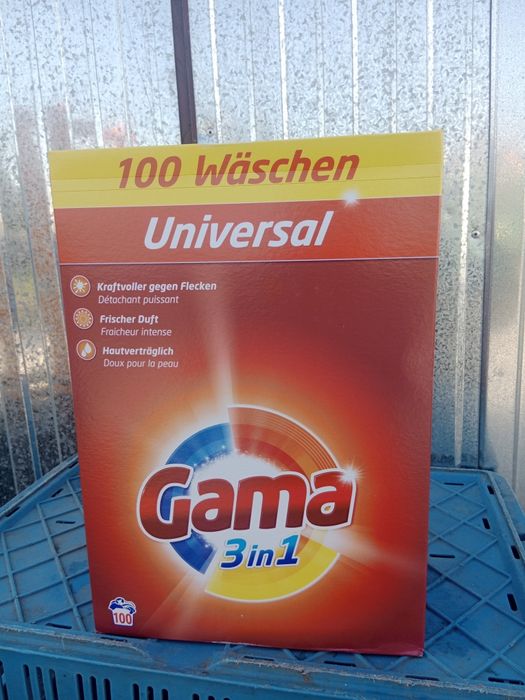 100 Wäschen
Universal
Kraftvoller gegen Flecken
Détachant puissant
Frischer Duft
Fraicheur intense
Hautverträglich
Doux pour la peau
Gama
3in1
100